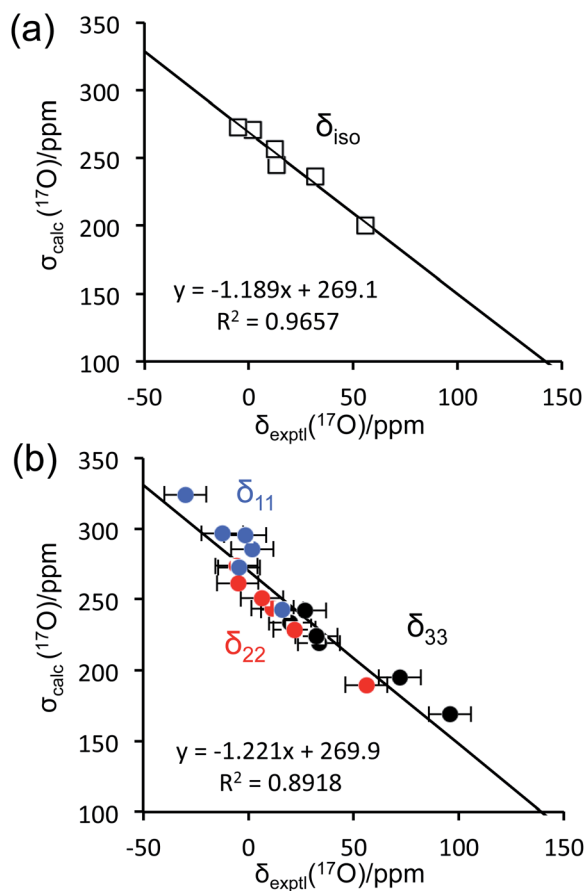 (a)
350
300
250
200
150
100
σcalc (¹⁷O)/ppm
δiso
y = -1.189x + 269.1
R² = 0.9657
-50 0 50 100 150
δexptl(¹⁷O)/ppm
(b)
350
300
250
200
150
100
σcalc (¹⁷O)/ppm
δ₁₁
δ₂₂
δ₃₃
y = -1.221x + 269.9
R² = 0.8918
-50 0 50 100 150
δexptl(¹⁷O)/ppm